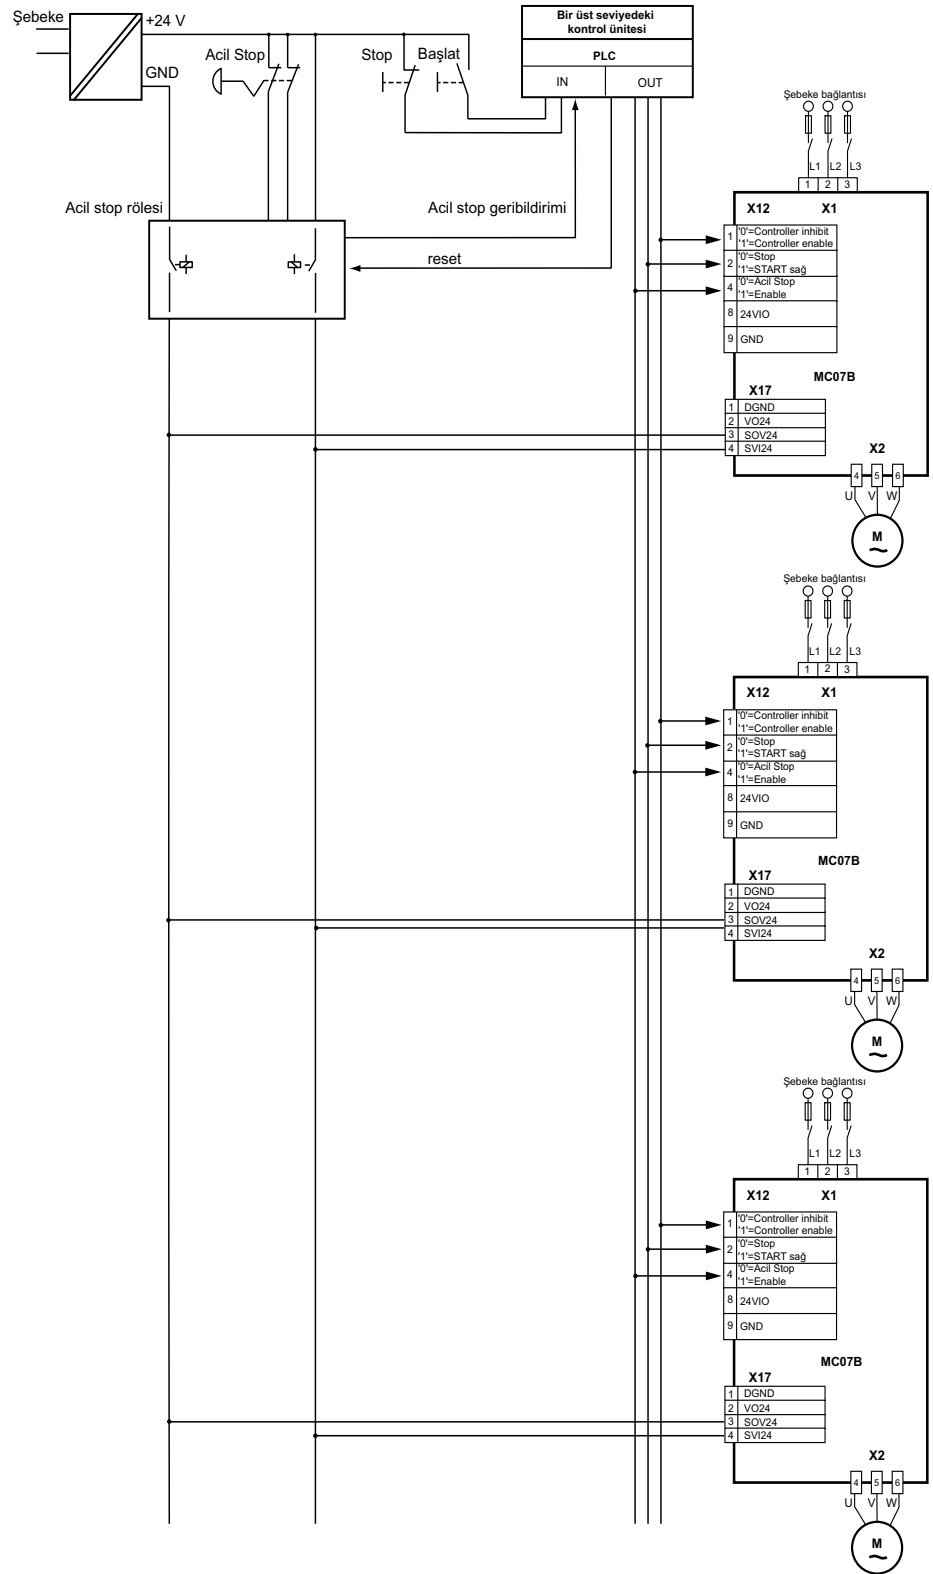 Şebeke
+24 V
GND
Acil Stop
Stop
Başlat
Bir üst seviyedeki
kontrol ünitesi
PLC
IN
OUT
Acil stop rölesi
Acil stop geribildirimi
reset
Şebeke bağlantısı
L1 L2 L3
1 2 3
X12 X1
1 '0'=Controller inhibit
'1'=Controller enable
2 '0'=Stop
'1'=START sağ
4 '0'=Acil Stop
'1'=Enable
8 24VIO
9 GND
MC07B
X17
1 DGND
2 VO24
3 SOV24
4 SVI24
X2
4 5 6
U V W
M
~
Şebeke bağlantısı
L1 L2 L3
1 2 3
X12 X1
1 '0'=Controller inhibit
'1'=Controller enable
2 '0'=Stop
'1'=START sağ
4 '0'=Acil Stop
'1'=Enable
8 24VIO
9 GND
MC07B
X17
1 DGND
2 VO24
3 SOV24
4 SVI24
X2
4 5 6
U V W
M
~
Şebeke bağlantısı
L1 L2 L3
1 2 3
X12 X1
1 '0'=Controller inhibit
'1'=Controller enable
2 '0'=Stop
'1'=START sağ
4 '0'=Acil Stop
'1'=Enable
8 24VIO
9 GND
MC07B
X17
1 DGND
2 VO24
3 SOV24
4 SVI24
X2
4 5 6
U V W
M
~